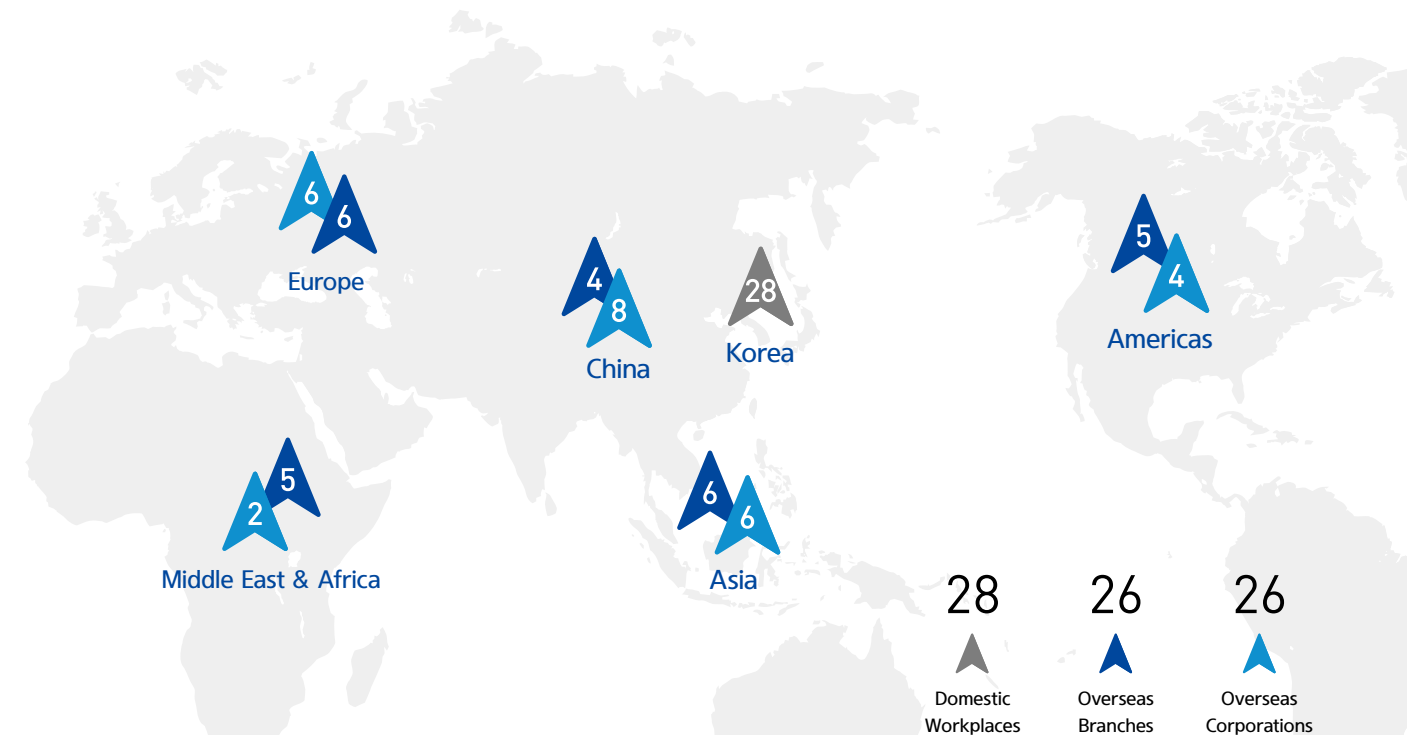 6
6
Europe
4
8
China
28
Korea
5
4
Americas
5
2
Middle East & Africa
6
6
Asia
28
26
26
Domestic
Workplaces
Overseas
Branches
Overseas
Corporations